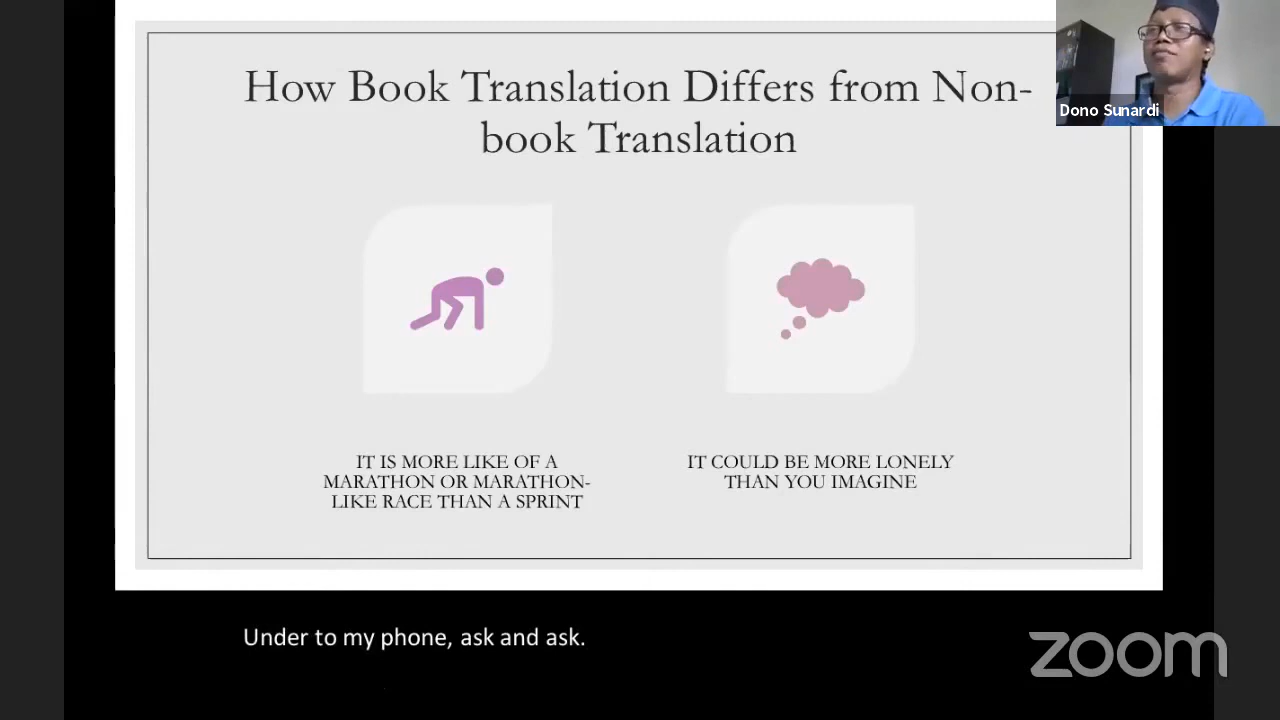 How Book Translation Differs from Non-
book Translation
Dono Sunardi
IT IS MORE LIKE OF A
MARATHON OR MARATHON-
LIKE RACE THAN A SPRINT
IT COULD BE MORE LONELY
THAN YOU IMAGINE
Under to my phone, ask and ask.
zoom